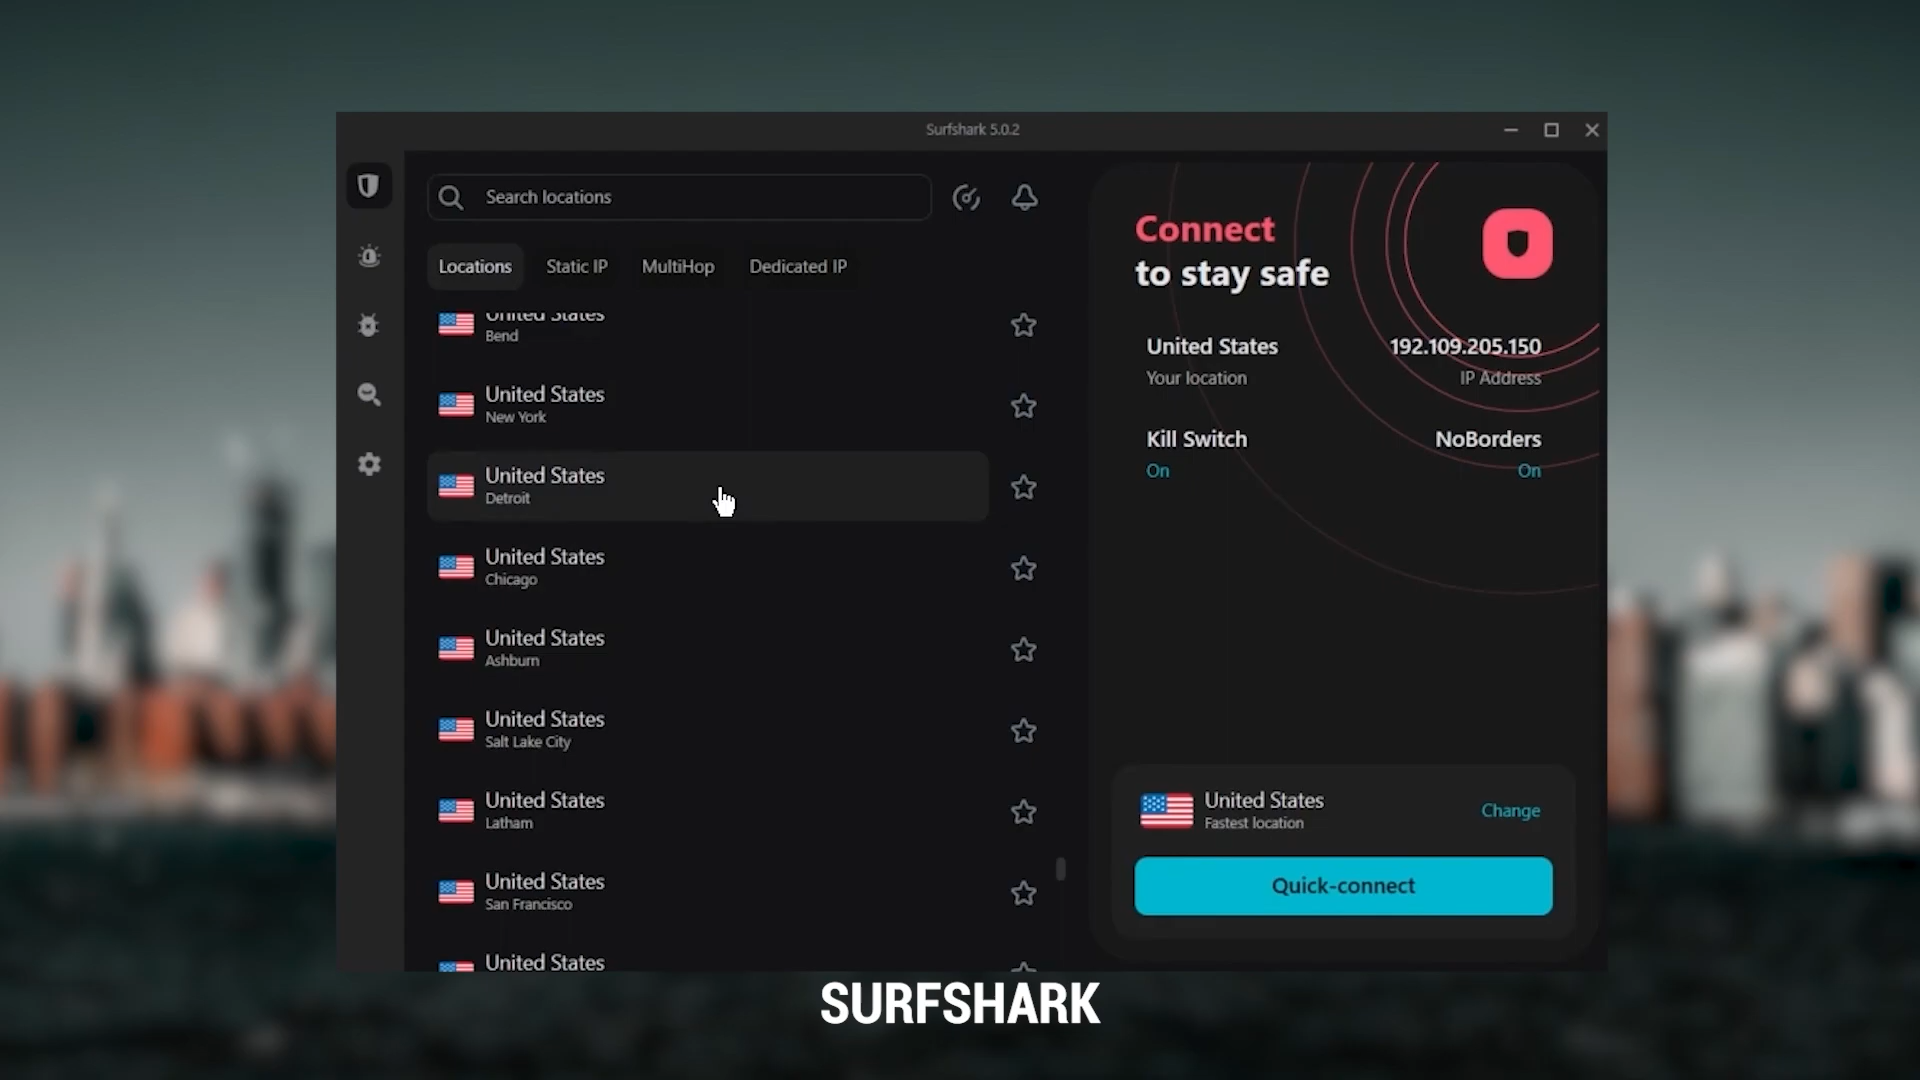 Surfshark 5.0.2
Search locations
Locations
Static IP
MultiHop
Dedicated IP
United States
Bend
United States
New York
United States
Detroit
United States
Chicago
United States
Ashburn
United States
Salt Lake City
United States
Latham
United States
San Francisco
United States
Connect
to stay safe
United States
192.109.205.150
Your location
IP Address
Kill Switch
NoBorders
On
On
United States
Fastest location
Change
Quick-connect
SURFSHARK